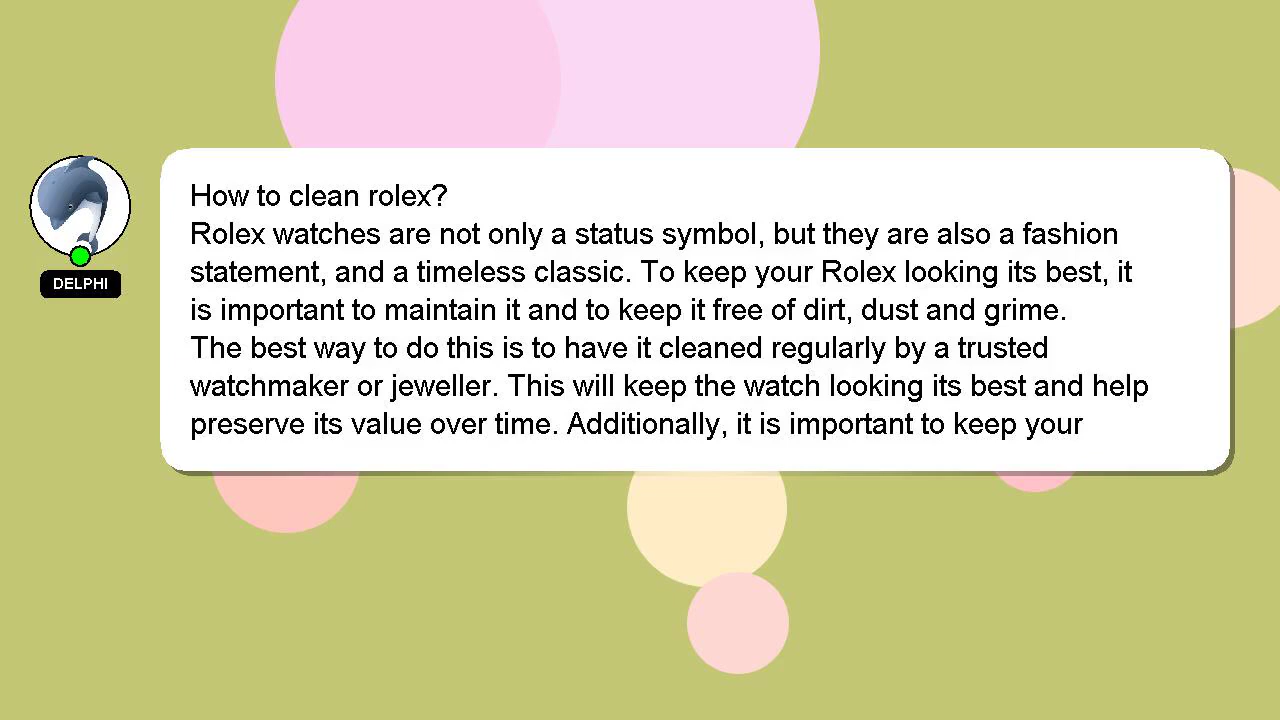 DELPHI
How to clean rolex?
Rolex watches are not only a status symbol, but they are also a fashion
statement, and a timeless classic. To keep your Rolex looking its best, it
is important to maintain it and to keep it free of dirt, dust and grime.
The best way to do this is to have it cleaned regularly by a trusted
watchmaker or jeweller. This will keep the watch looking its best and help
preserve its value over time. Additionally, it is important to keep your